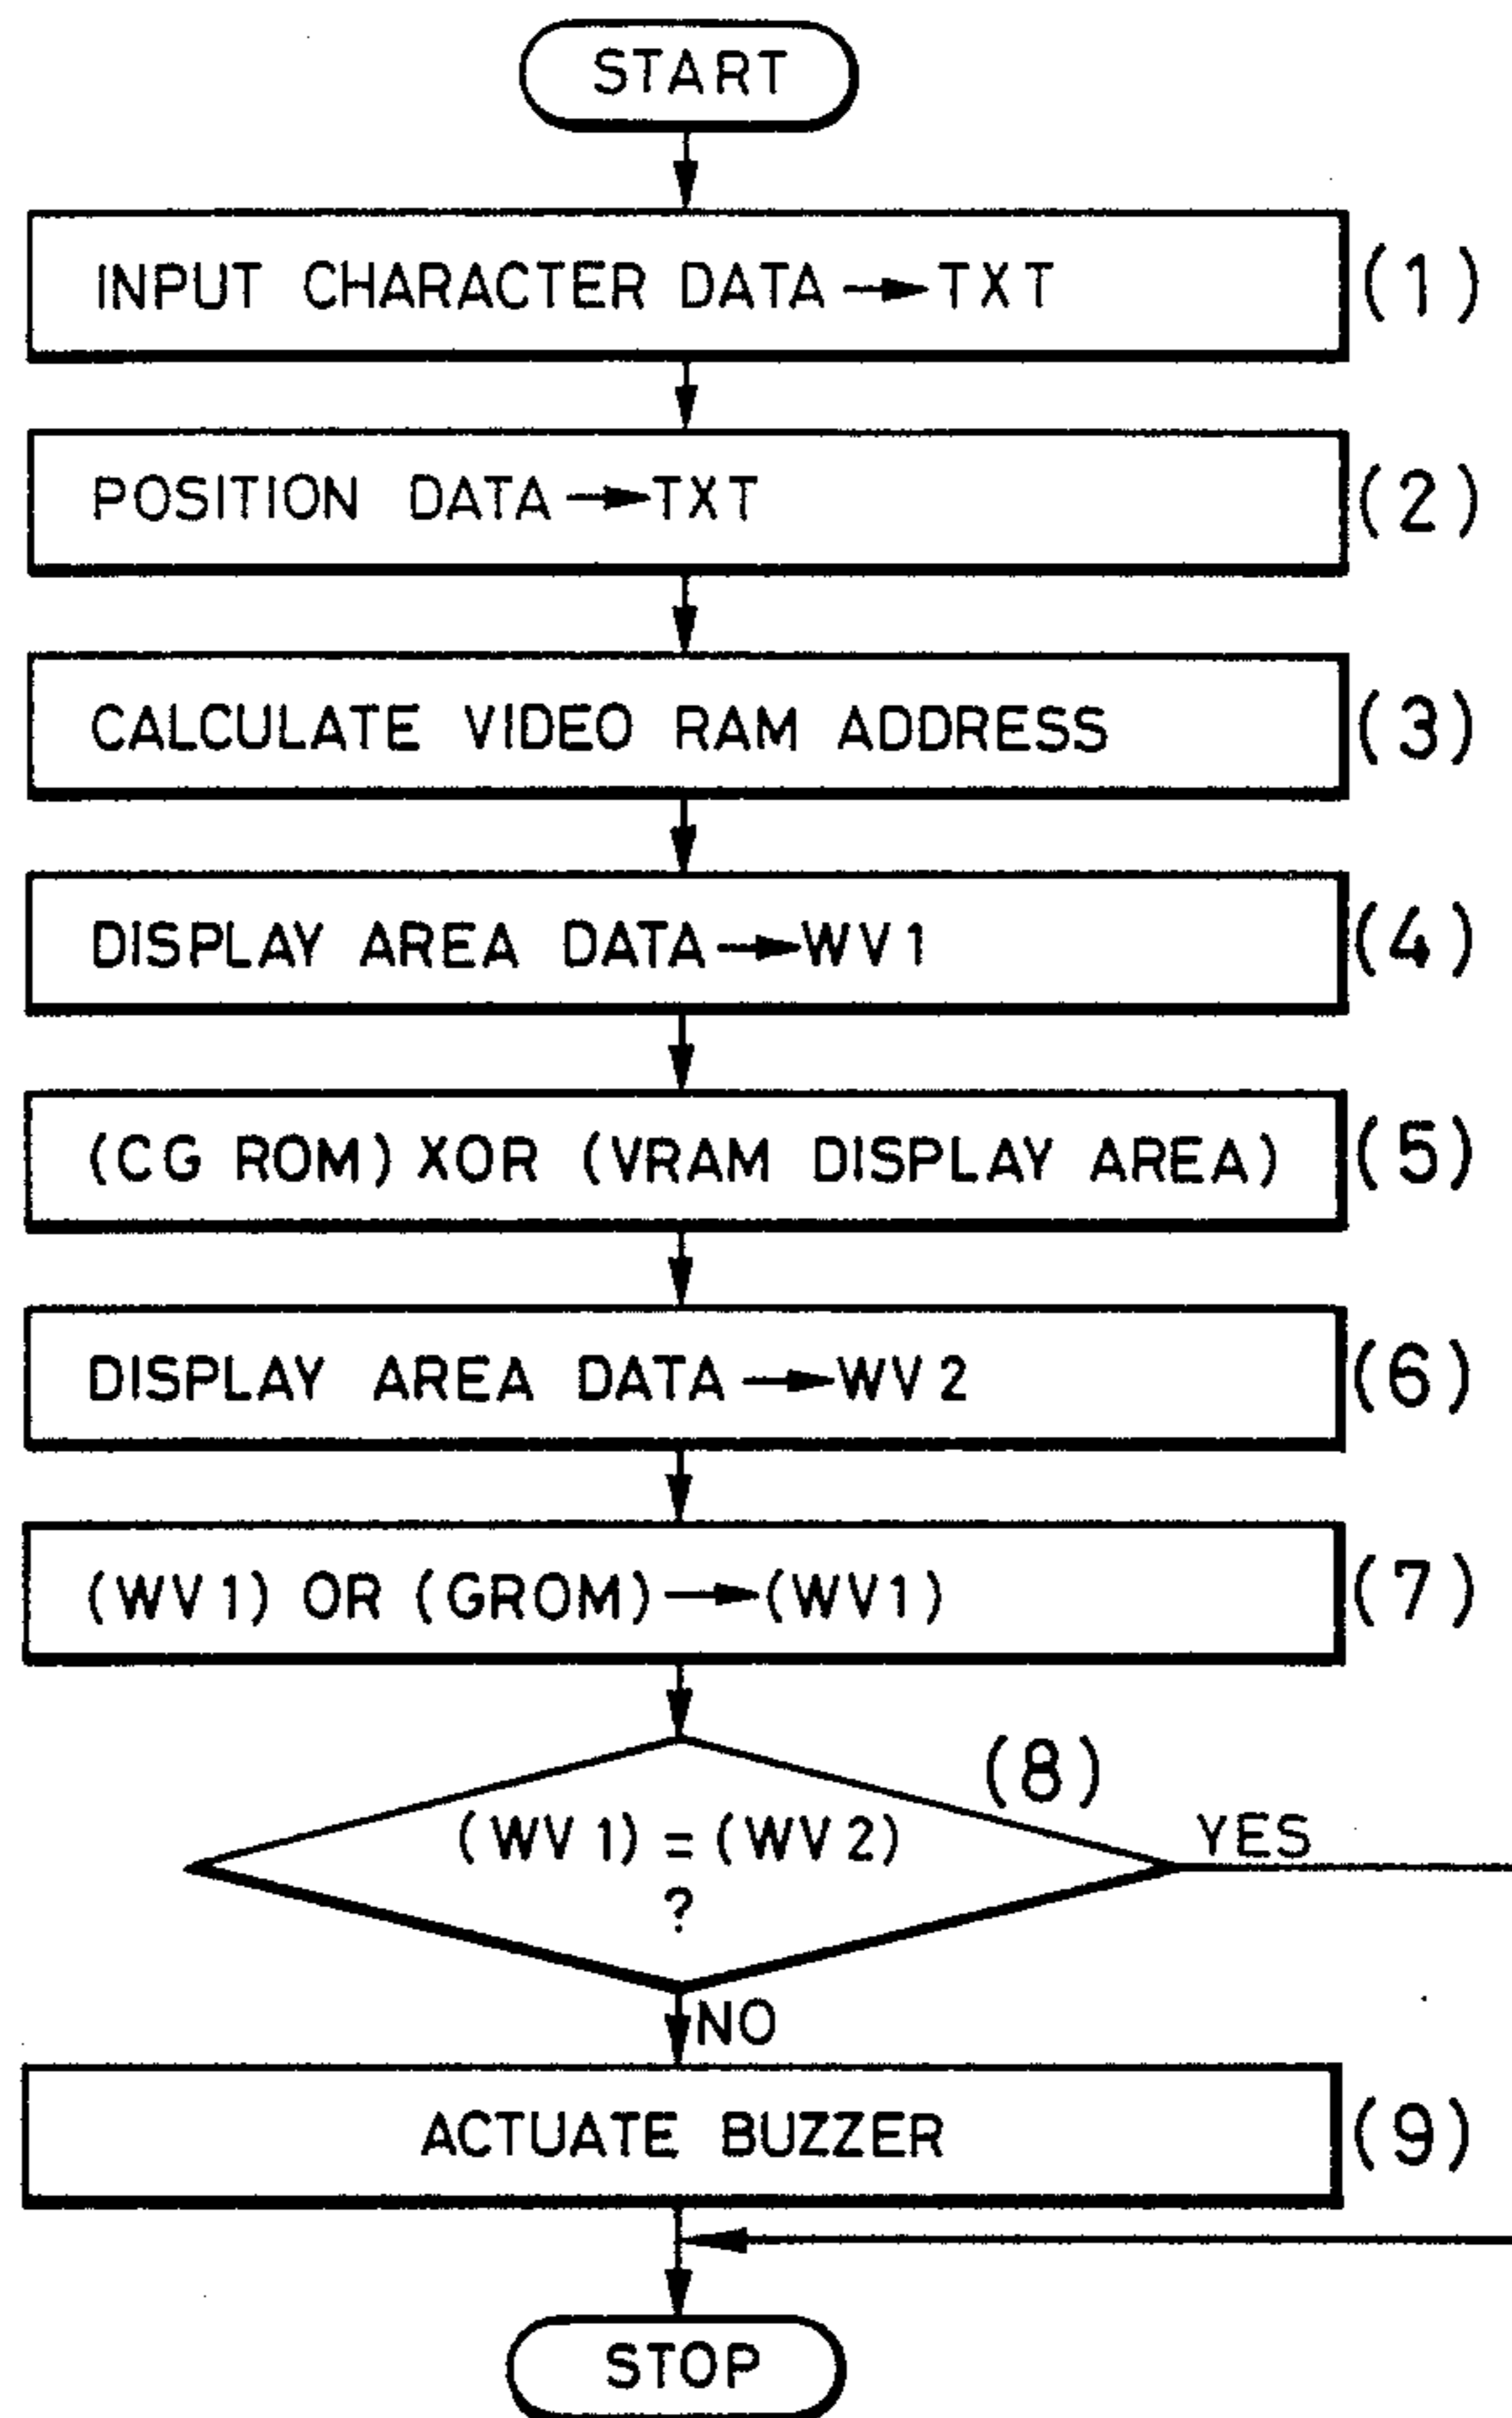 START
INPUT CHARACTER DATA→TXT (1)
POSITION DATA→TXT (2)
CALCULATE VIDEO RAM ADDRESS (3)
DISPLAY AREA DATA→WV1 (4)
(CG ROM) XOR (VRAM DISPLAY AREA) (5)
DISPLAY AREA DATA→WV2 (6)
(WV1) OR (GROM)→(WV1) (7)
(8)
(WV1) = (WV2) YES
?
NO
ACTUATE BUZZER (9)
STOP